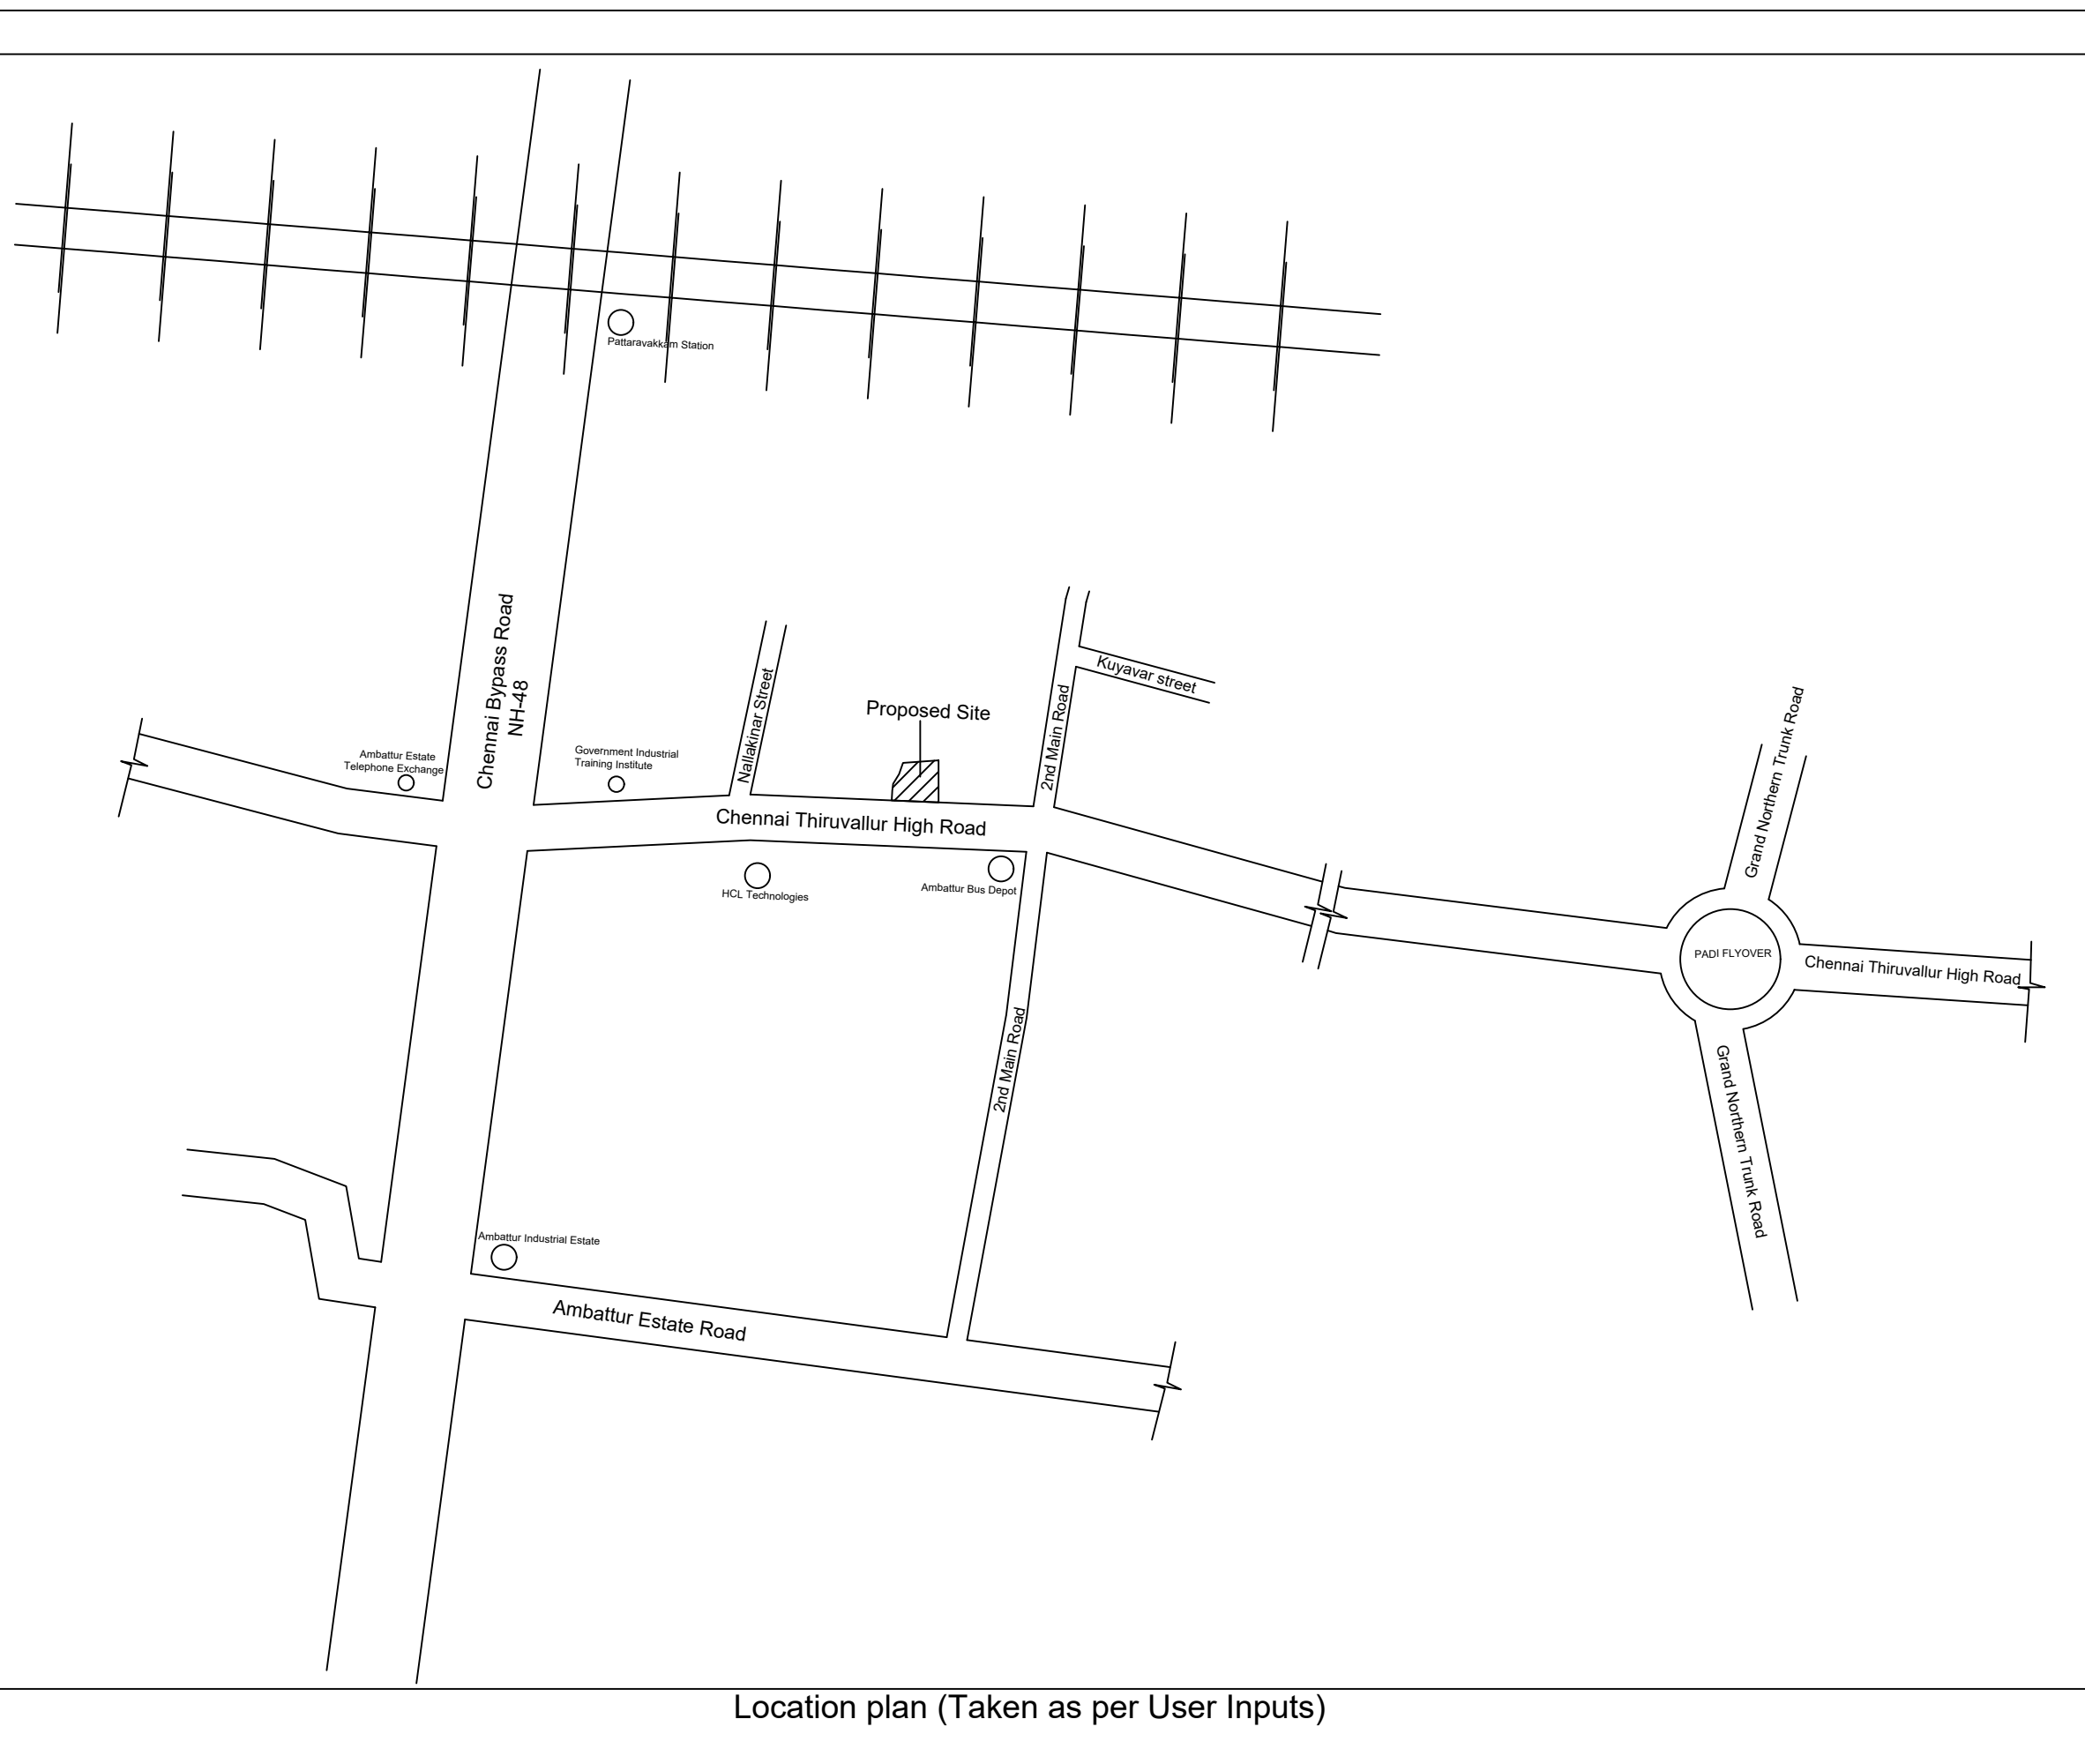 Pattaravakkam Station
Chennai Bypass Road
NH-48
Kuyavar street
Nallakinar Street
2nd Main Road
Proposed Site
Grand Northern Trunk Road
Ambattur Estate
Telephone Exchange
Government Industrial
Training Institute
Chennai Thiruvallur High Road
HCL Technologies
Ambattur Bus Depot
PADI FLYOVER
Chennai Thiruvallur High Road
2nd Main Road
Grand Northern Trunk Road
Ambattur Industrial Estate
Ambattur Estate Road
Location plan (Taken as per User Inputs)